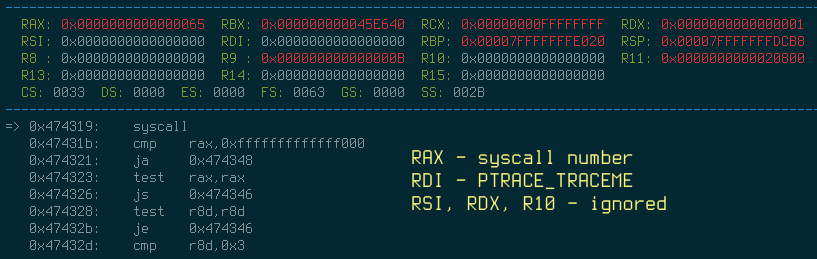 RAX: 0x0000000000000065 RBX: 0x000000000045E640 RCX: 0x00000000FFFFFFFF RDX: 0x0000000000000001
RSI: 0x0000000000000000 RDI: 0x0000000000000000 RBP: 0x00007FFFFFFFE020 RSP: 0x00007FFFFFFFDCB8
R8 : 0x0000000000000000 R9 : 0x000000000000000B R10: 0x0000000000000000 R11: 0x0000000000020800
R13: 0x0000000000000000 R14: 0x0000000000000000 R15: 0x0000000000000000
CS: 0033 DS: 0000 ES: 0000 FS: 0063 GS: 0000 SS: 002B
=> 0x474319: syscall
0x47431b: cmp rax,0xfffffffffffff000
0x474321: ja 0x474348
0x474323: test rax,rax
0x474326: js 0x474346
0x474328: test r8d,r8d
0x47432b: je 0x474346
0x47432d: cmp r8d,0x3
RAX - syscall number
RDI - PTRACE_TRACEME
RSI, RDX, R10 - ignored